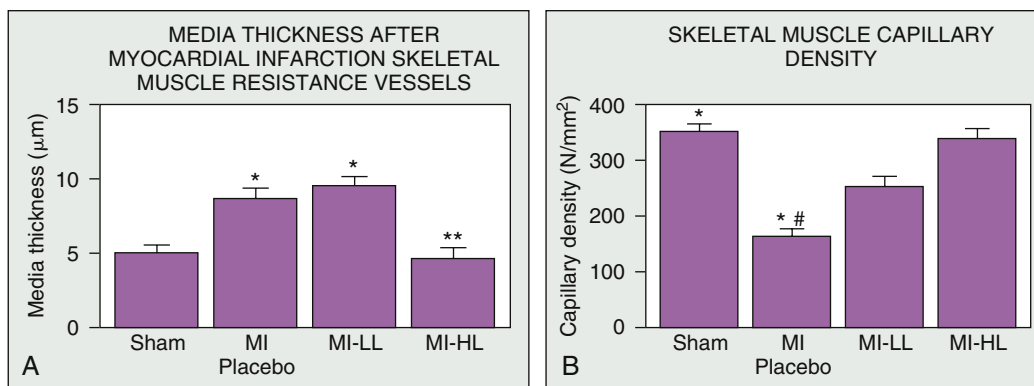 MEDIA THICKNESS AFTER
MYOCARDIAL INFARCTION SKELETAL
MUSCLE RESISTANCE VESSELS
Media thickness (μm)
15
10
5
0
*
*
**
Sham
MI
MI-LL
MI-HL
Placebo
A
SKELETAL MUSCLE CAPILLARY
DENSITY
Capillary density (N/mm²)
400
300
200
100
0
*
* #
Sham
MI
MI-LL
MI-HL
Placebo
B